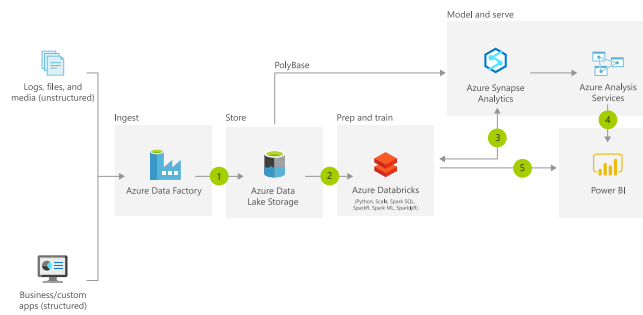 Model and serve
PolyBase
Logs, files, and
media (unstructured)
Azure Synapse
Analytics
Azure Analysis
Services
Ingest
Store
Prep and train
3
4
1
2
5
Azure Data Factory
Azure Data
Lake Storage
Azure Databricks
(Python, Scala, Spark SQL,
SparkR, Spark ML, SparklyR)
Power BI
Business/custom
apps (structured)